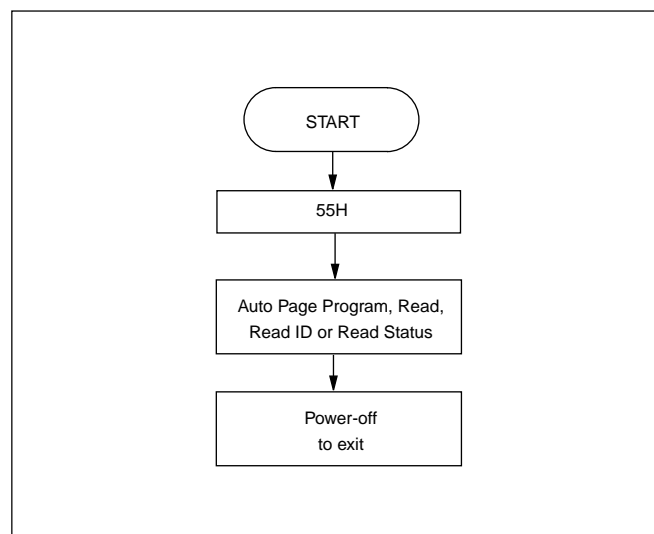 START
55H
Auto Page Program, Read,
Read ID or Read Status
Power-off
to exit